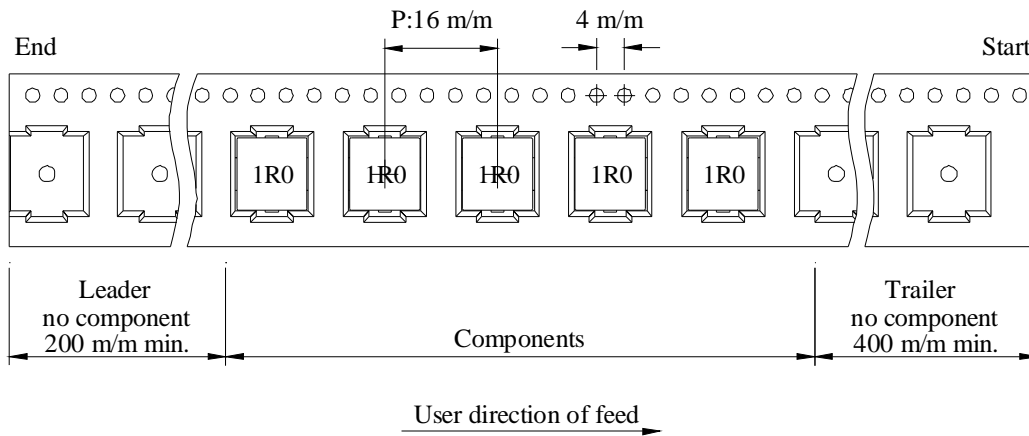 P:16 m/m
4 m/m
End
Start
1R0
1R0
1R0
1R0
1R0
Leader
no component
200 m/m min.
Components
Trailer
no component
400 m/m min.
User direction of feed